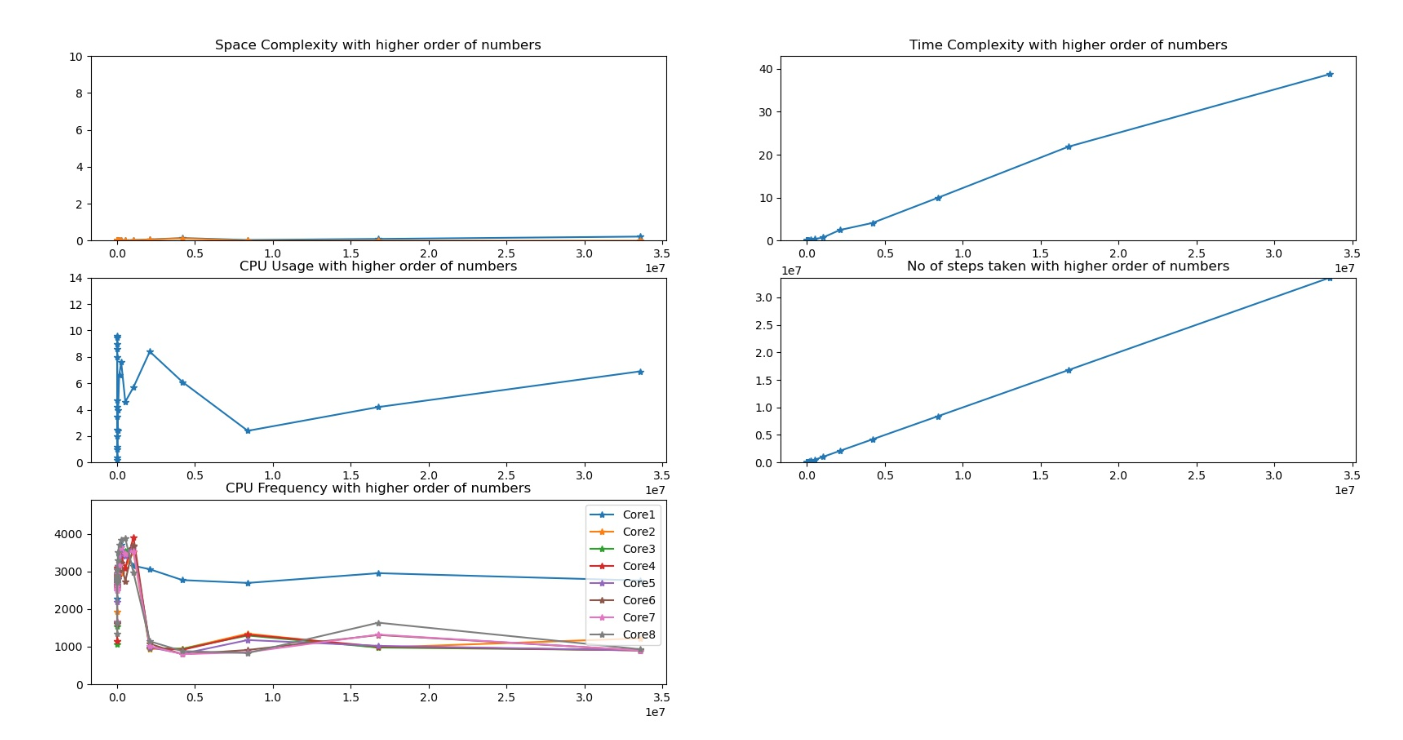 Space Complexity with higher order of numbers
10
8
6
4
2
0
0.0 0.5 1.0 1.5 2.0 2.5 3.0 3.5
1e7
Time Complexity with higher order of numbers
40
30
20
10
0
0.0 0.5 1.0 1.5 2.0 2.5 3.0 3.5
1e7
CPU Usage with higher order of numbers
14
12
10
8
6
4
2
0
0.0 0.5 1.0 1.5 2.0 2.5 3.0 3.5
1e7
1e7
No of steps taken with higher order of numbers
3.0
2.5
2.0
1.5
1.0
0.5
0.0
0.0 0.5 1.0 1.5 2.0 2.5 3.0 3.5
1e7
CPU Frequency with higher order of numbers
4000
3000
2000
1000
0
0.0 0.5 1.0 1.5 2.0 2.5 3.0 3.5
1e7
Core1
Core2
Core3
Core4
Core5
Core6
Core7
Core8